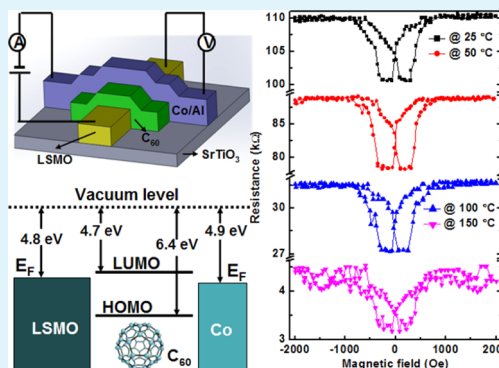 A
V
Co/Al
C60
LSMO
SrTiO3
Vacuum level
4.8 eV
4.7 eV
6.4 eV
4.9 eV
EF
LUMO
EF
HOMO
LSMO
C60
Co
Resistance (kΩ)
110
105
100
@ 25 °C
@ 50 °C
88
80
30
27
@ 100 °C
@ 150 °C
4
3
-2000 -1000 0 1000 2000
Magnetic field (Oe)